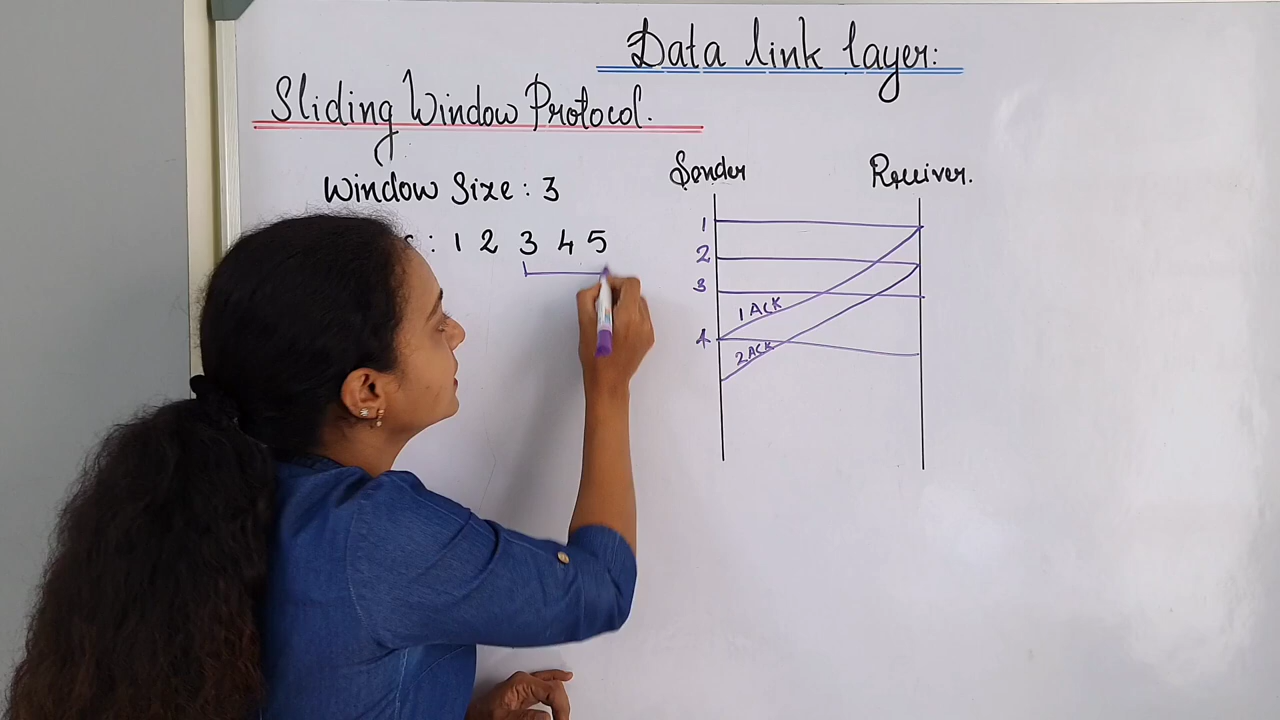 Data link layer:
Sliding Window Protocol.
Window Size : 3
: 1 2 3 4 5
Sender Receiver.
1
2
3
1 ACK
4
2 ACK